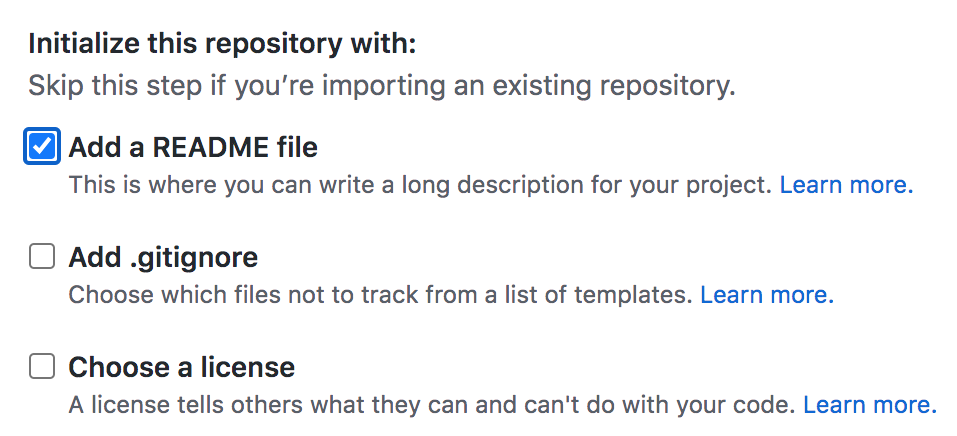 Initialize this repository with:
Skip this step if you’re importing an existing repository.
Add a README file
This is where you can write a long description for your project. Learn more.
Add .gitignore
Choose which files not to track from a list of templates. Learn more.
Choose a license
A license tells others what they can and can't do with your code. Learn more.